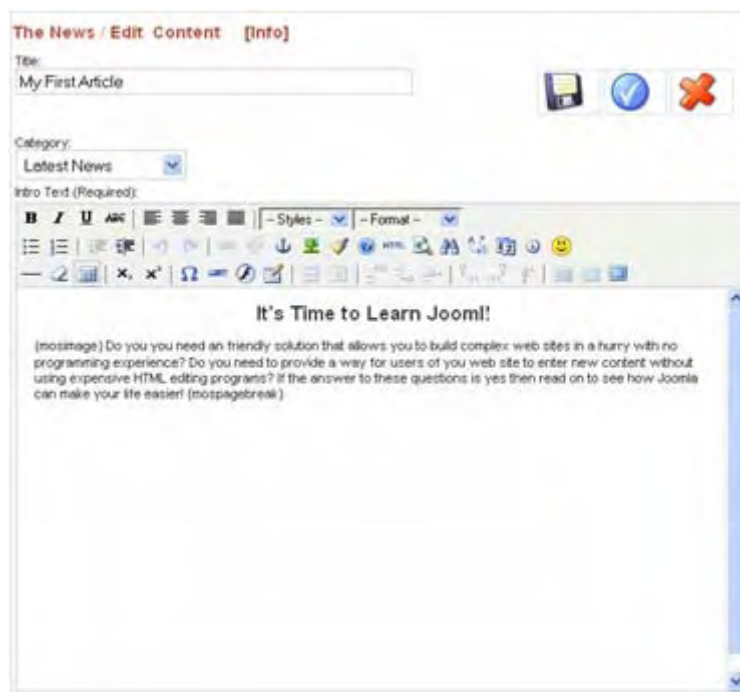 The News / Edit Content [Info]
Title:
My First Article
Category:
Latest News
Intro Text (Required):
B I U ABC -- Styles -- -- Format --
HTML
It's Time to Learn Jooml!
{mosimage} Do you you need an friendly solution that allows you to build complex web sites in a hurry with no
programming experience? Do you need to provide a way for users of you web site to enter new content without
using expensive HTML editing programs? If the answer to these questions is yes then read on to see how Joomla
can make your life easier! {mospagebreak}